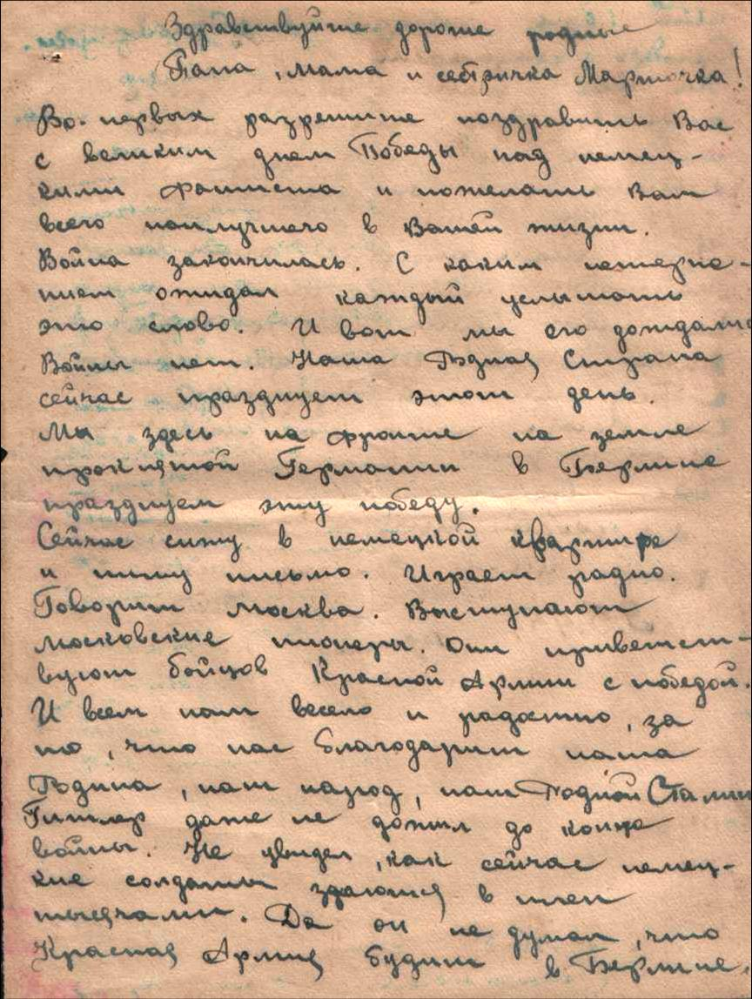 Здравствуйте дорогие родные
Папа, мама и сестричка Марточка!
Во-первых разрешите поздравить Вас
с великим днем Победы над немец-
кими фашиста и пожелать Вам
всего наилучшего в Вашей жизни.
Война закончилась. С каким нетерпе-
нием ожидал каждый услышать
это слово. И вот мы его дождались
Войны нет. Наша Родная Страна
сейчас празднует этот день.
Мы здесь на фронте на земле
проклятой Германии в Берлине
празднуем эту победу.
Сейчас сижу в немецкой квартире
и пишу письмо. Играет радио.
Говорит Москва. Выступают
московские пионеры. Они приветст-
вуют бойцов Красной Армии с победой.
И всем нам весело и радостно, за
то, что нас благодарит наша
Родина, наш народ, наш Родной Сталин
Гитлер даже не дожил до конца
войны. Не увидел, как сейчас немец-
кие солдаты здаются в плен
тысячами. Да он не думал, что
Красная Армия будит в Берлине.